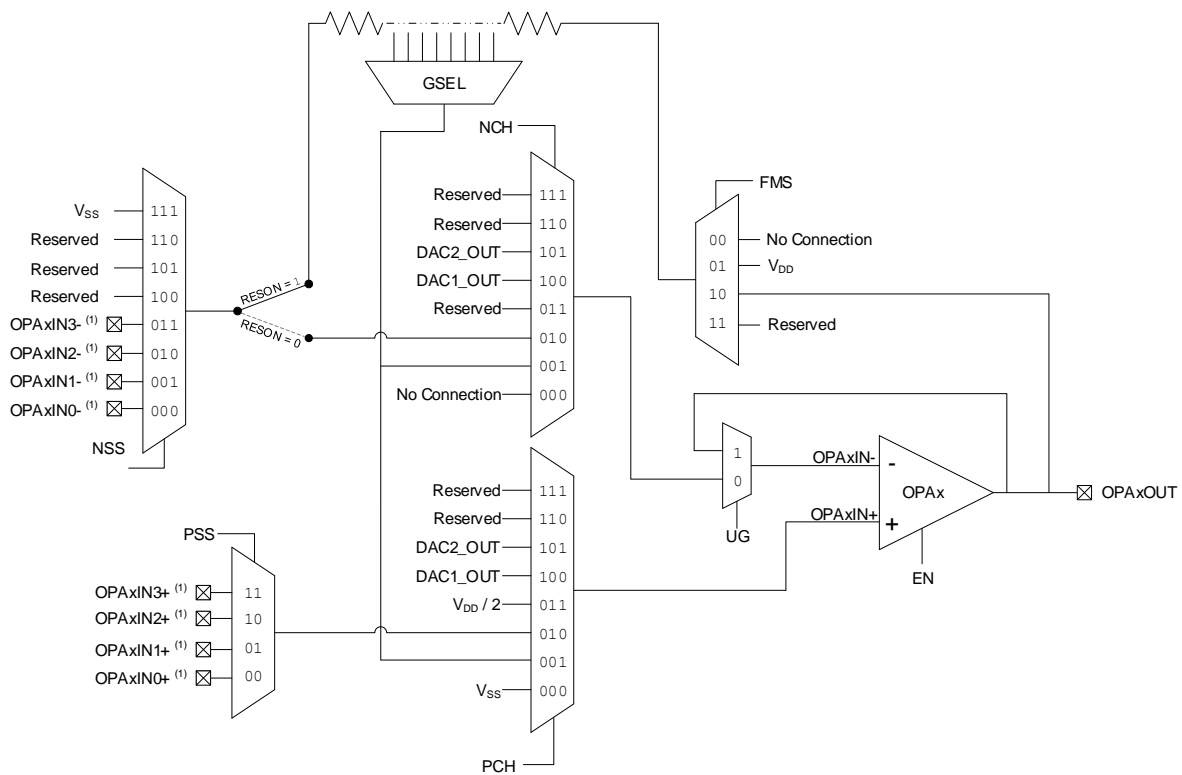 GSEL
NCH
Reserved 111
Reserved 110
DAC2_OUT 101
DAC1_OUT 100
Reserved 011
010
001
No Connection 000
FMS
00 No Connection
01 VDD
10
11 Reserved
VSS 111
Reserved 110
Reserved 101
Reserved 100
OPAxIN3- (1) 011
OPAxIN2- (1) 010
OPAxIN1- (1) 001
OPAxIN0- (1) 000
NSS
RESON = 1
RESON = 0
1
0
UG
OPAxIN-
OPAxIN+
-
OPAx
+
EN
OPAxOUT
Reserved 111
Reserved 110
DAC2_OUT 101
DAC1_OUT 100
VDD / 2 011
010
001
VSS 000
PCH
PSS
OPAxIN3+ (1) 11
OPAxIN2+ (1) 10
OPAxIN1+ (1) 01
OPAxIN0+ (1) 00